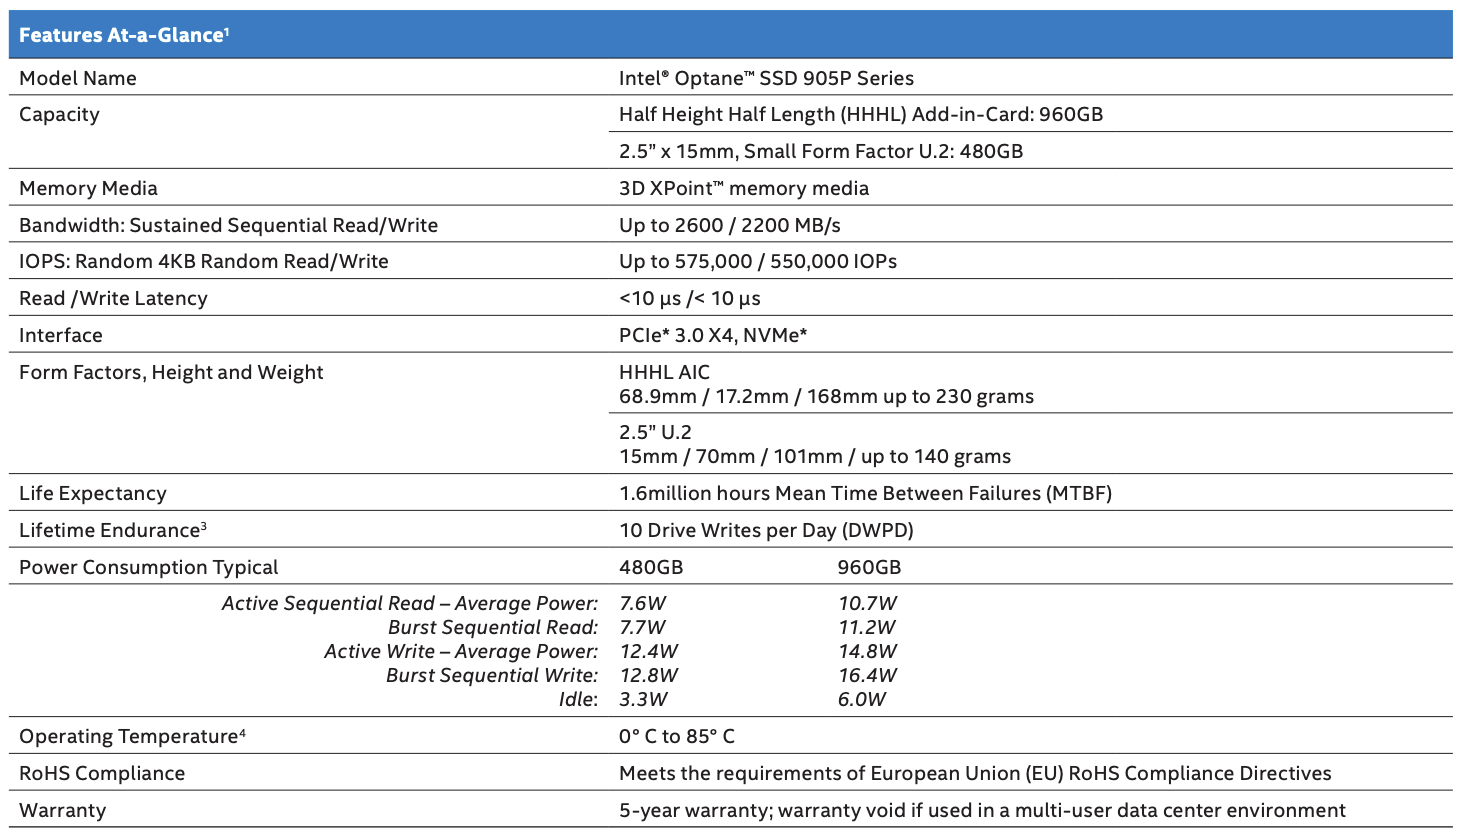 Features At-a-Glance¹
Model Name Intel® Optane™ SSD 905P Series
Capacity Half Height Half Length (HHHL) Add-in-Card: 960GB
2.5” x 15mm, Small Form Factor U.2: 480GB
Memory Media 3D XPoint™ memory media
Bandwidth: Sustained Sequential Read/Write Up to 2600 / 2200 MB/s
IOPS: Random 4KB Random Read/Write Up to 575,000 / 550,000 IOPs
Read /Write Latency <10 µs /< 10 µs
Interface PCIe* 3.0 X4, NVMe*
Form Factors, Height and Weight HHHL AIC
68.9mm / 17.2mm / 168mm up to 230 grams
2.5” U.2
15mm / 70mm / 101mm / up to 140 grams
Life Expectancy 1.6million hours Mean Time Between Failures (MTBF)
Lifetime Endurance³ 10 Drive Writes per Day (DWPD)
Power Consumption Typical 480GB 960GB
Active Sequential Read – Average Power: 7.6W 10.7W
Burst Sequential Read: 7.7W 11.2W
Active Write – Average Power: 12.4W 14.8W
Burst Sequential Write: 12.8W 16.4W
Idle: 3.3W 6.0W
Operating Temperature⁴ 0° C to 85° C
RoHS Compliance Meets the requirements of European Union (EU) RoHS Compliance Directives
Warranty 5-year warranty; warranty void if used in a multi-user data center environment